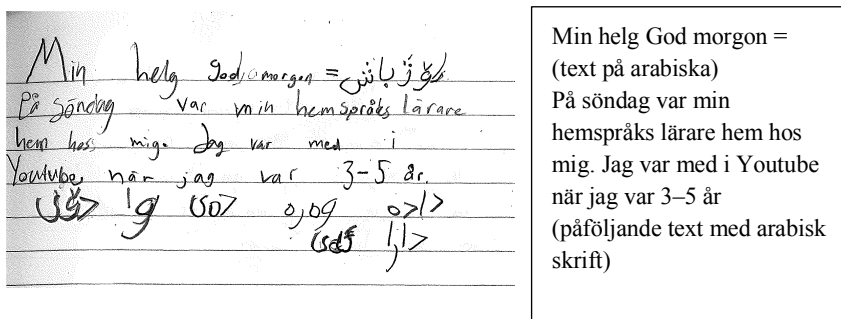 Min helg god morgon = رۆژباش
På söndag var min hemspråks lärare
hem hos mig. Jag var med i
Youtube när jag var 3-5 år.
Min helg God morgon =
(text på arabiska)
På söndag var min
hemspråks lärare hem hos
mig. Jag var med i Youtube
när jag var 3–5 år
(påföljande text med arabisk
skrift)